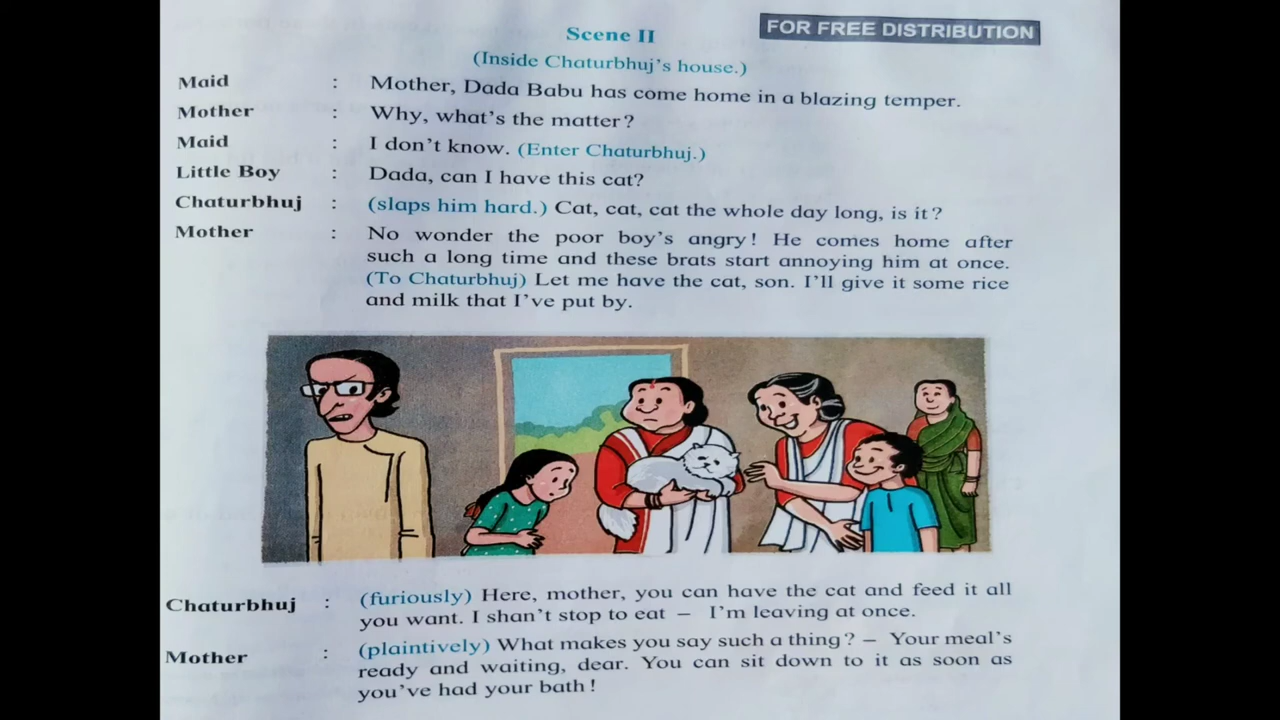 Scene II
FOR FREE DISTRIBUTION
(Inside Chaturbhuj's house.)
Maid : Mother, Dada Babu has come home in a blazing temper.
Mother : Why, what's the matter?
Maid : I don't know. (Enter Chaturbhuj.)
Little Boy : Dada, can I have this cat?
Chaturbhuj : (slaps him hard.) Cat, cat, cat the whole day long, is it?
Mother : No wonder the poor boy's angry! He comes home after
such a long time and these brats start annoying him at once.
(To Chaturbhuj) Let me have the cat, son. I'll give it some rice
and milk that I've put by.
Chaturbhuj : (furiously) Here, mother, you can have the cat and feed it all
you want. I shan't stop to eat – I'm leaving at once.
Mother : (plaintively) What makes you say such a thing? – Your meal's
ready and waiting, dear. You can sit down to it as soon as
you've had your bath!